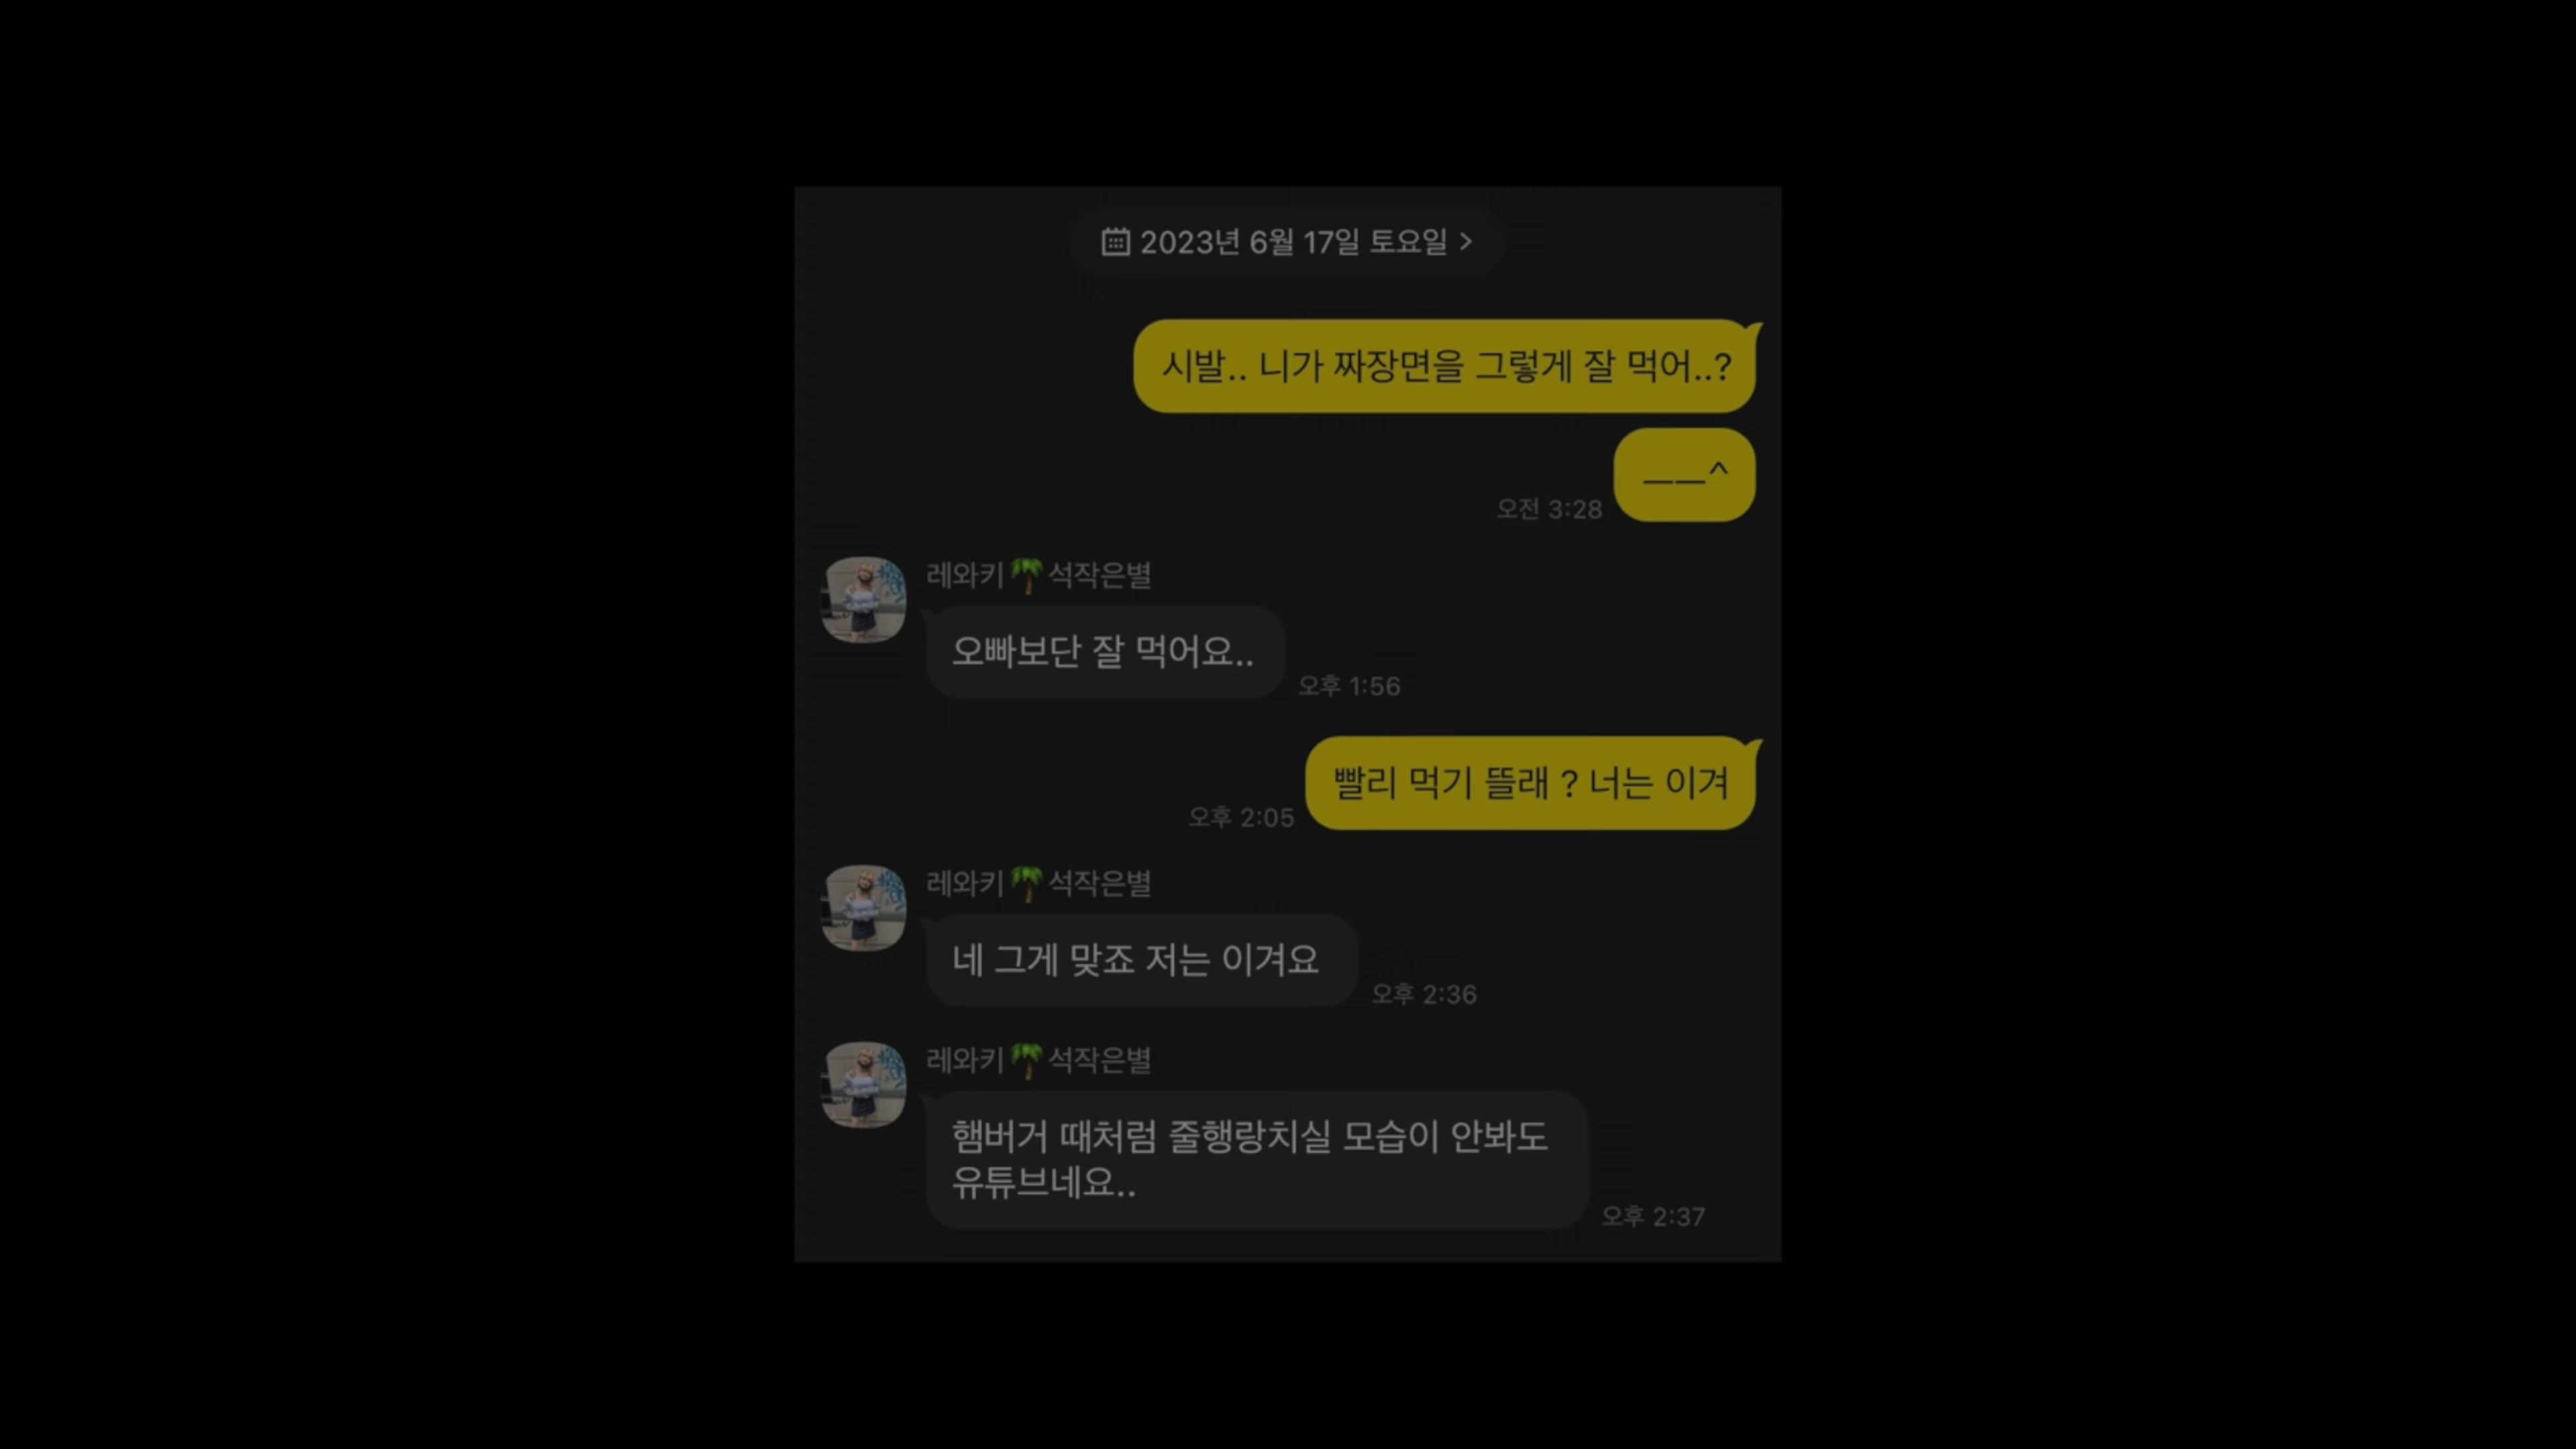 2023년 6월 17일 토요일 >
시발.. 니가 짜장면을 그렇게 잘 먹어..?
——^
오전 3:28
레와키🌴석작은별
오빠보단 잘 먹어요..
오후 1:56
빨리 먹기 뜰래 ? 너는 이겨
오후 2:05
레와키🌴석작은별
네 그게 맞죠 저는 이겨요
오후 2:36
레와키🌴석작은별
햄버거 때처럼 줄행랑치실 모습이 안봐도
유튜브네요..
오후 2:37